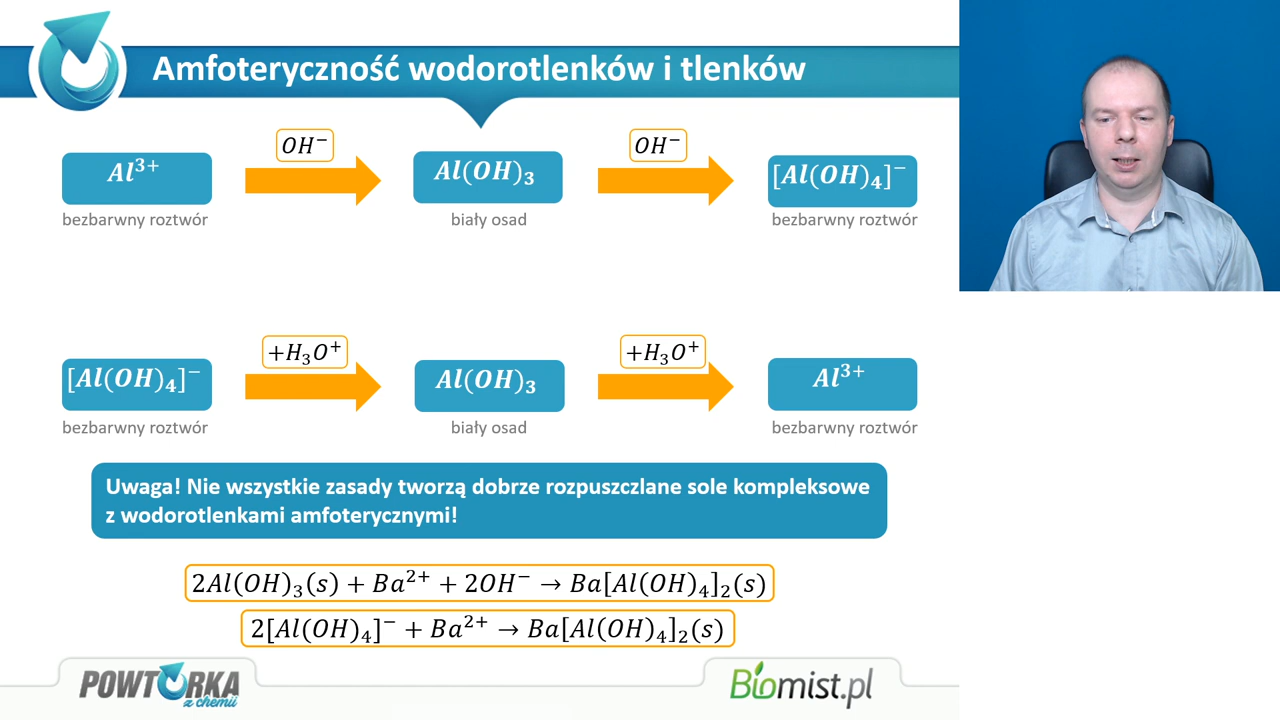 Amfoteryczność wodorotlenków i tlenków
OH⁻ OH⁻
Al³⁺ Al(OH)₃ [Al(OH)₄]⁻
bezbarwny roztwór biały osad bezbarwny roztwór
+H₃O⁺ +H₃O⁺
[Al(OH)₄]⁻ Al(OH)₃ Al³⁺
bezbarwny roztwór biały osad bezbarwny roztwór
Uwaga! Nie wszystkie zasady tworzą dobrze rozpuszczlane sole kompleksowe
z wodorotlenkami amfoterycznymi!
2Al(OH)₃(s) + Ba²⁺ + 2OH⁻ → Ba[Al(OH)₄]₂(s)
2[Al(OH)₄]⁻ + Ba²⁺ → Ba[Al(OH)₄]₂(s)
POWTÓRKA
z chemii
Biomist.pl